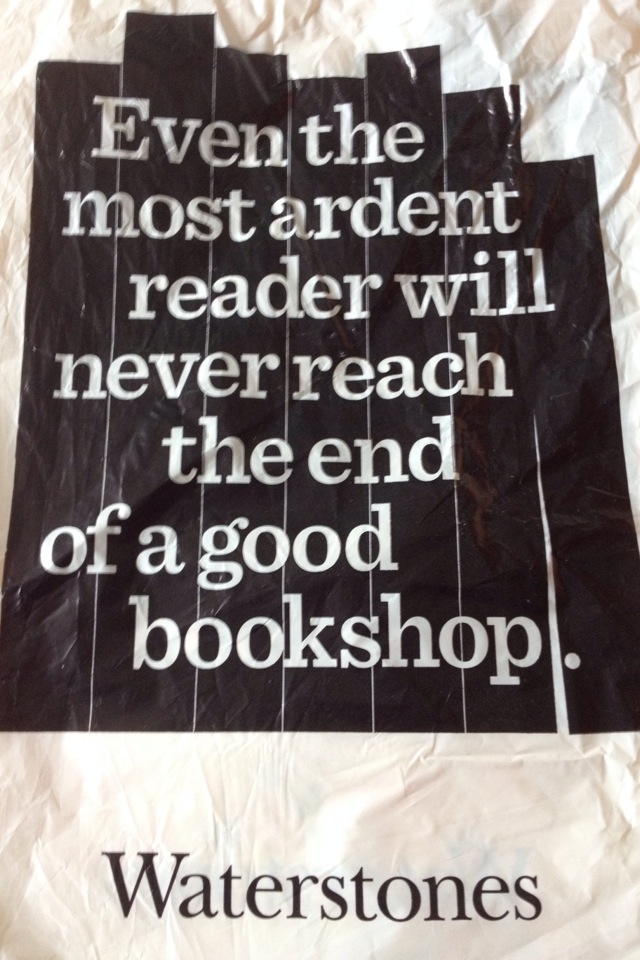 Even the
most ardent
reader will
never reach
the end
of a good
bookshop.
Waterstones